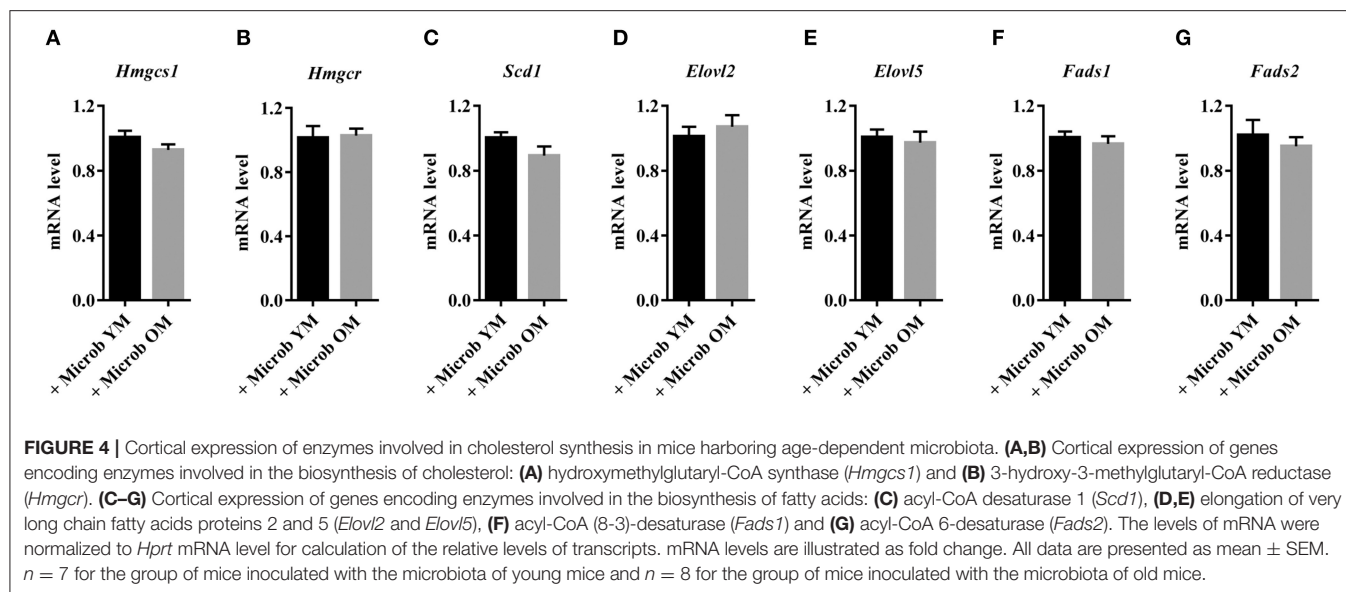 A B C D E F G
Hmgcs1 Hmgcr Scd1 Elovl2 Elovl5 Fads1 Fads2
1.2 1.2 1.2 1.2 1.2 1.2 1.2
0.8 0.8 0.8 0.8 0.8 0.8 0.8
mRNA level mRNA level mRNA level mRNA level mRNA level mRNA level mRNA level
0.4 0.4 0.4 0.4 0.4 0.4 0.4
0.0 0.0 0.0 0.0 0.0 0.0 0.0
+ Microb YM + Microb OM + Microb YM + Microb OM + Microb YM + Microb OM + Microb YM + Microb OM + Microb YM + Microb OM + Microb YM + Microb OM + Microb YM + Microb OM
FIGURE 4 | Cortical expression of enzymes involved in cholesterol synthesis in mice harboring age-dependent microbiota. (A,B) Cortical expression of genes
encoding enzymes involved in the biosynthesis of cholesterol: (A) hydroxymethylglutaryl-CoA synthase (Hmgcs1) and (B) 3-hydroxy-3-methylglutaryl-CoA reductase
(Hmgcr). (C–G) Cortical expression of genes encoding enzymes involved in the biosynthesis of fatty acids: (C) acyl-CoA desaturase 1 (Scd1), (D,E) elongation of very
long chain fatty acids proteins 2 and 5 (Elovl2 and Elovl5), (F) acyl-CoA (8-3)-desaturase (Fads1) and (G) acyl-CoA 6-desaturase (Fads2). The levels of mRNA were
normalized to Hprt mRNA level for calculation of the relative levels of transcripts. mRNA levels are illustrated as fold change. All data are presented as mean ± SEM.
n = 7 for the group of mice inoculated with the microbiota of young mice and n = 8 for the group of mice inoculated with the microbiota of old mice.